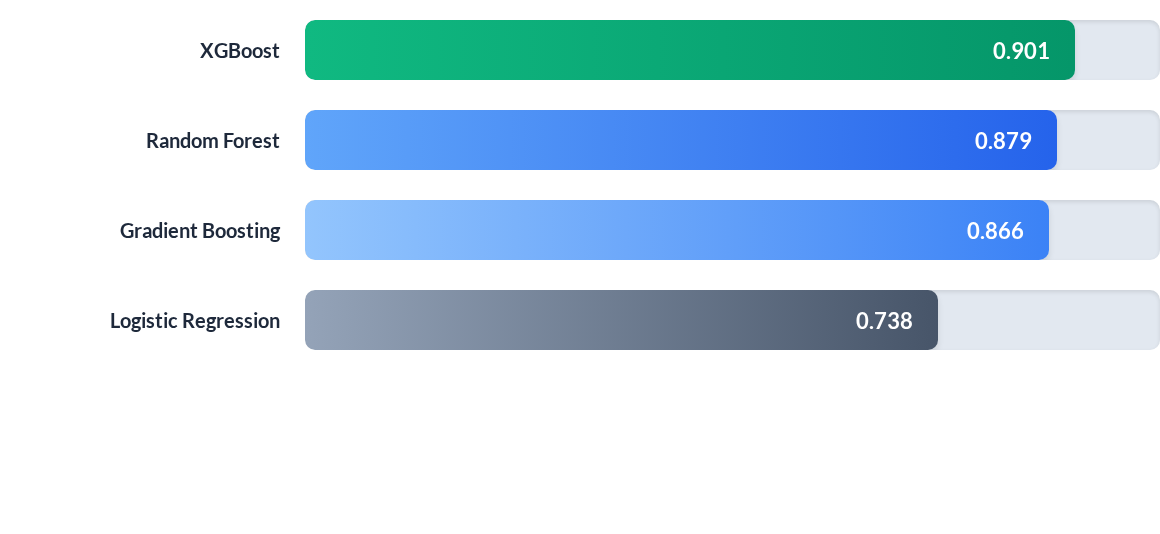 XGBoost 0.901
Random Forest 0.879
Gradient Boosting 0.866
Logistic Regression 0.738